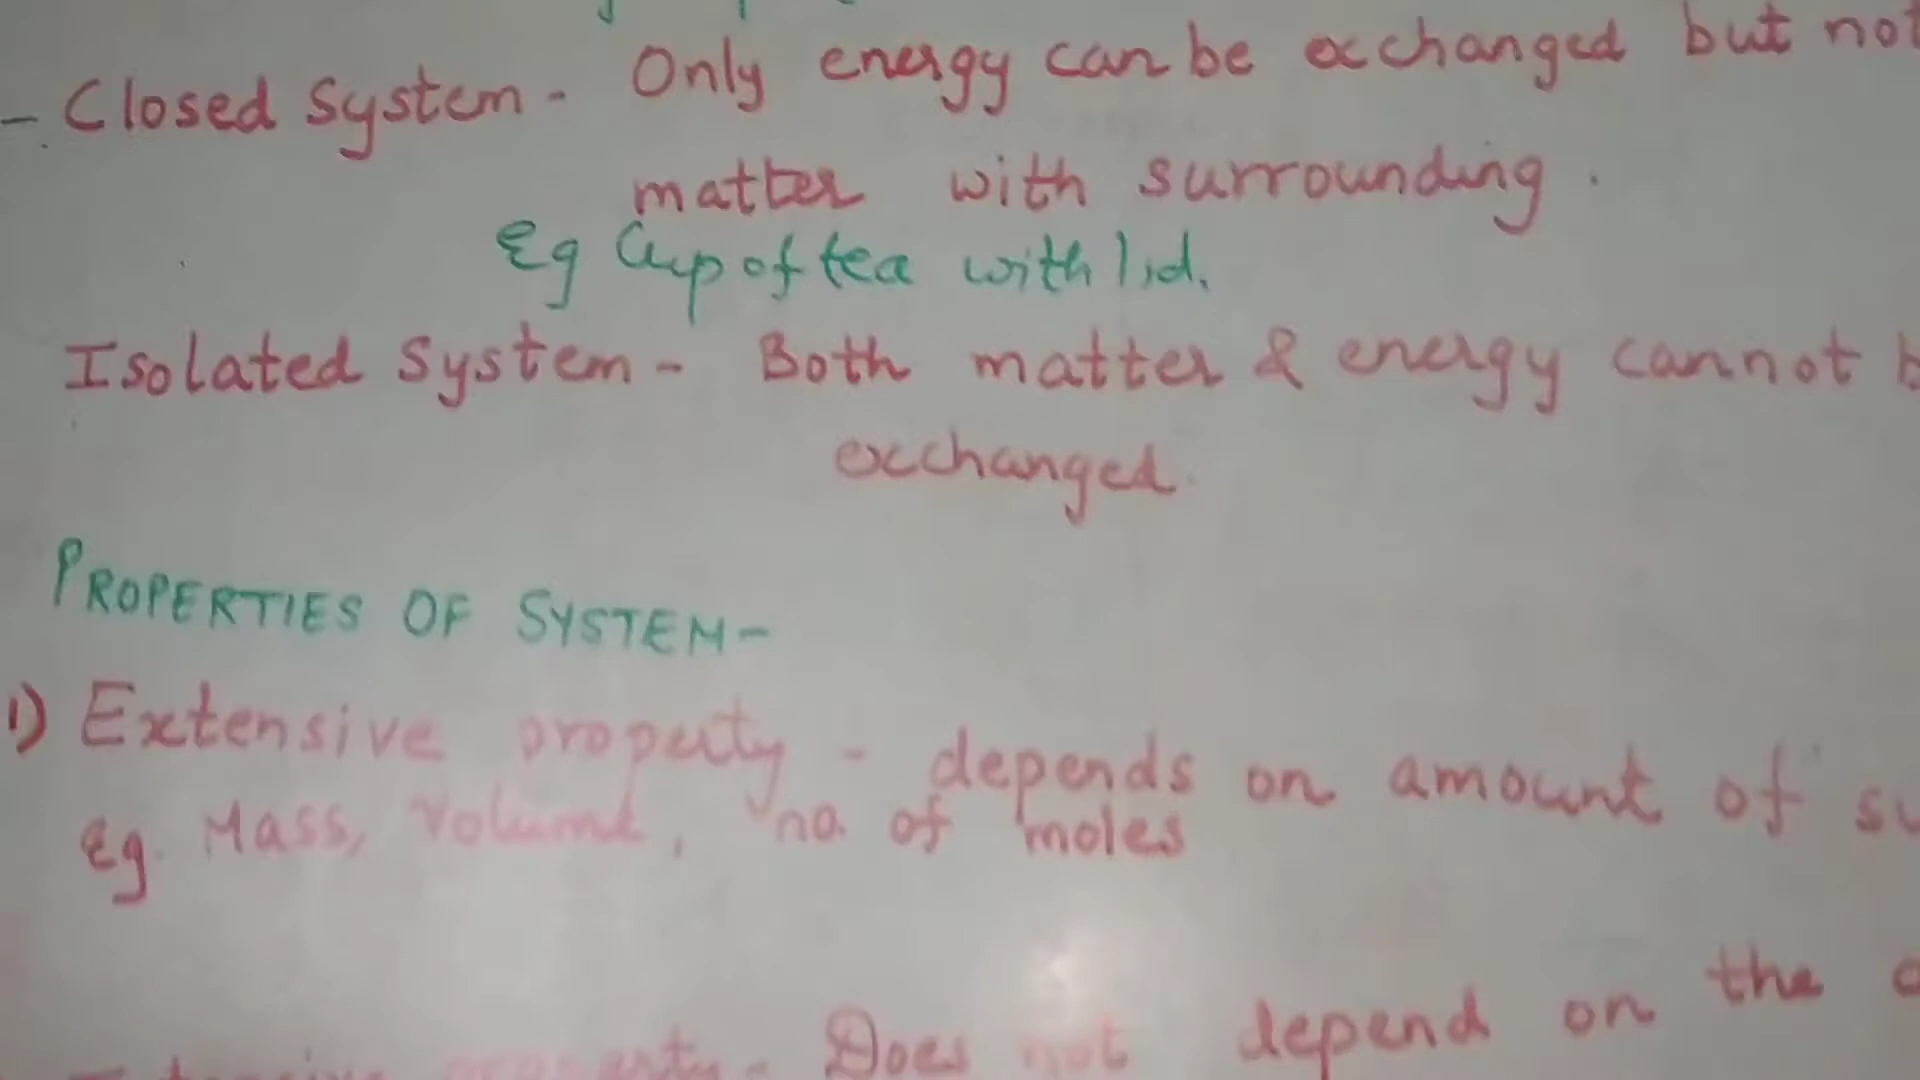 - Closed System - Only energy can be exchanged but not
matter with surrounding.
Eg Cup of tea with lid.
Isolated System - Both matter & energy cannot
exchanged.
PROPERTIES OF SYSTEM-
1) Extensive property - depends on amount of
eg. Mass, Volume, no. of moles
property - Does not depend on the